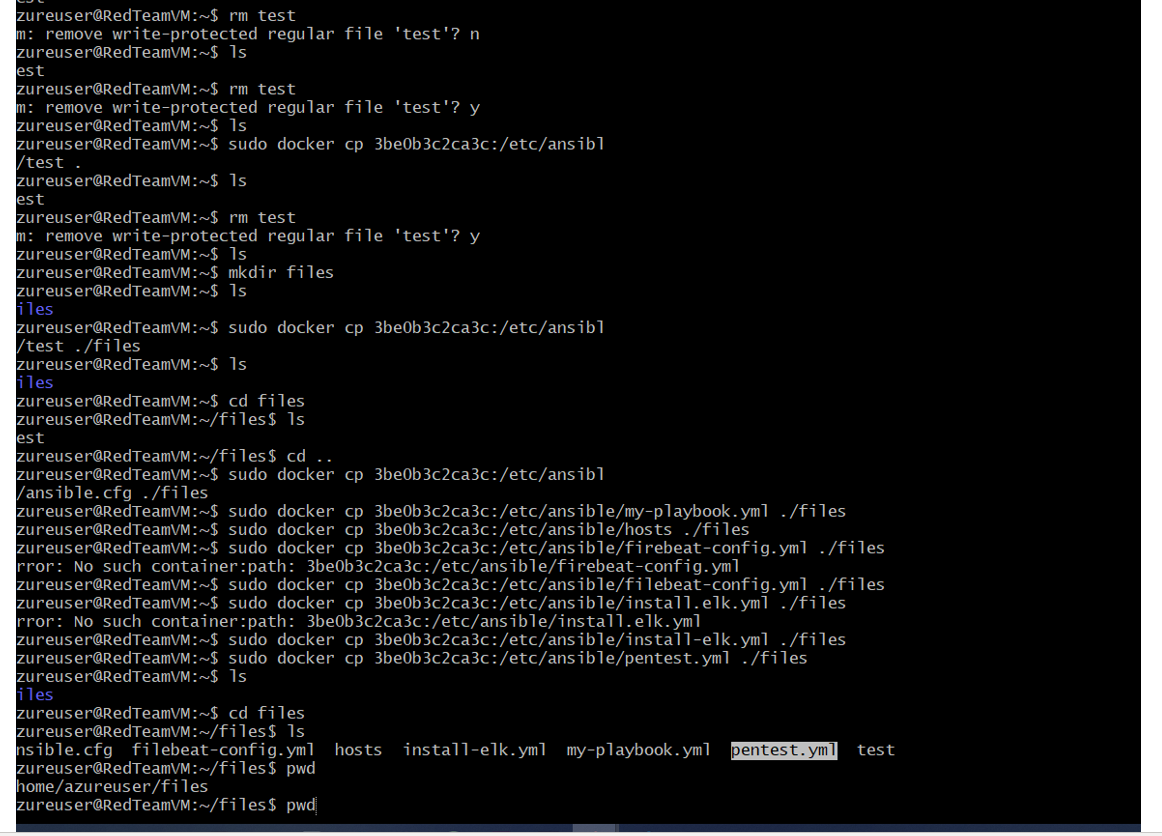 zureuser@RedTeamVM:~$ rm test
m: remove write-protected regular file 'test'? n
zureuser@RedTeamVM:~$ ls
est
zureuser@RedTeamVM:~$ rm test
m: remove write-protected regular file 'test'? y
zureuser@RedTeamVM:~$ ls
zureuser@RedTeamVM:~$ sudo docker cp 3be0b3c2ca3c:/etc/ansibl
/test .
zureuser@RedTeamVM:~$ ls
est
zureuser@RedTeamVM:~$ rm test
m: remove write-protected regular file 'test'? y
zureuser@RedTeamVM:~$ ls
zureuser@RedTeamVM:~$ mkdir files
zureuser@RedTeamVM:~$ ls
iles
zureuser@RedTeamVM:~$ sudo docker cp 3be0b3c2ca3c:/etc/ansibl
/test ./files
zureuser@RedTeamVM:~$ ls
iles
zureuser@RedTeamVM:~$ cd files
zureuser@RedTeamVM:~/files$ ls
est
zureuser@RedTeamVM:~/files$ cd ..
zureuser@RedTeamVM:~$ sudo docker cp 3be0b3c2ca3c:/etc/ansibl
/ansible.cfg ./files
zureuser@RedTeamVM:~$ sudo docker cp 3be0b3c2ca3c:/etc/ansible/my-playbook.yml ./files
zureuser@RedTeamVM:~$ sudo docker cp 3be0b3c2ca3c:/etc/ansible/hosts ./files
zureuser@RedTeamVM:~$ sudo docker cp 3be0b3c2ca3c:/etc/ansible/firebeat-config.yml ./files
rror: No such container:path: 3be0b3c2ca3c:/etc/ansible/firebeat-config.yml
zureuser@RedTeamVM:~$ sudo docker cp 3be0b3c2ca3c:/etc/ansible/filebeat-config.yml ./files
zureuser@RedTeamVM:~$ sudo docker cp 3be0b3c2ca3c:/etc/ansible/install.elk.yml ./files
rror: No such container:path: 3be0b3c2ca3c:/etc/ansible/install.elk.yml
zureuser@RedTeamVM:~$ sudo docker cp 3be0b3c2ca3c:/etc/ansible/install-elk.yml ./files
zureuser@RedTeamVM:~$ sudo docker cp 3be0b3c2ca3c:/etc/ansible/pentest.yml ./files
zureuser@RedTeamVM:~$ ls
iles
zureuser@RedTeamVM:~$ cd files
zureuser@RedTeamVM:~/files$ ls
nsible.cfg  filebeat-config.yml  hosts  install-elk.yml  my-playbook.yml  pentest.yml  test
zureuser@RedTeamVM:~/files$ pwd
home/azureuser/files
zureuser@RedTeamVM:~/files$ pwd